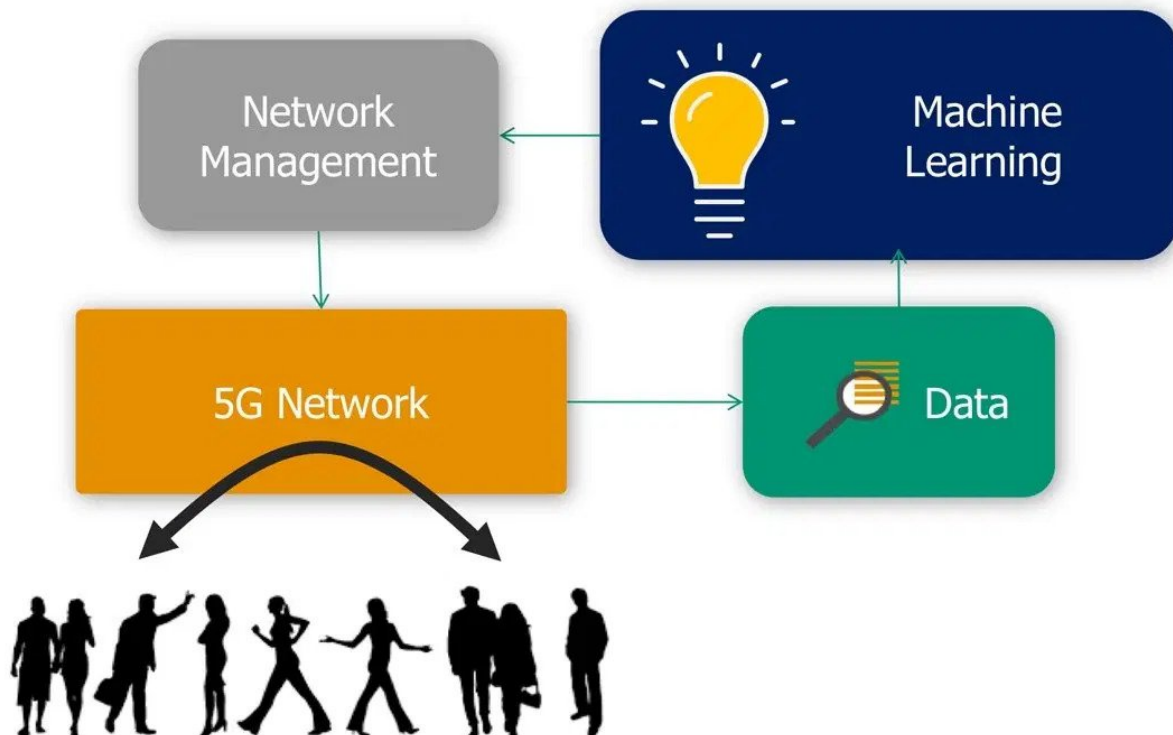 Network
Management
Machine
Learning
5G Network
Data